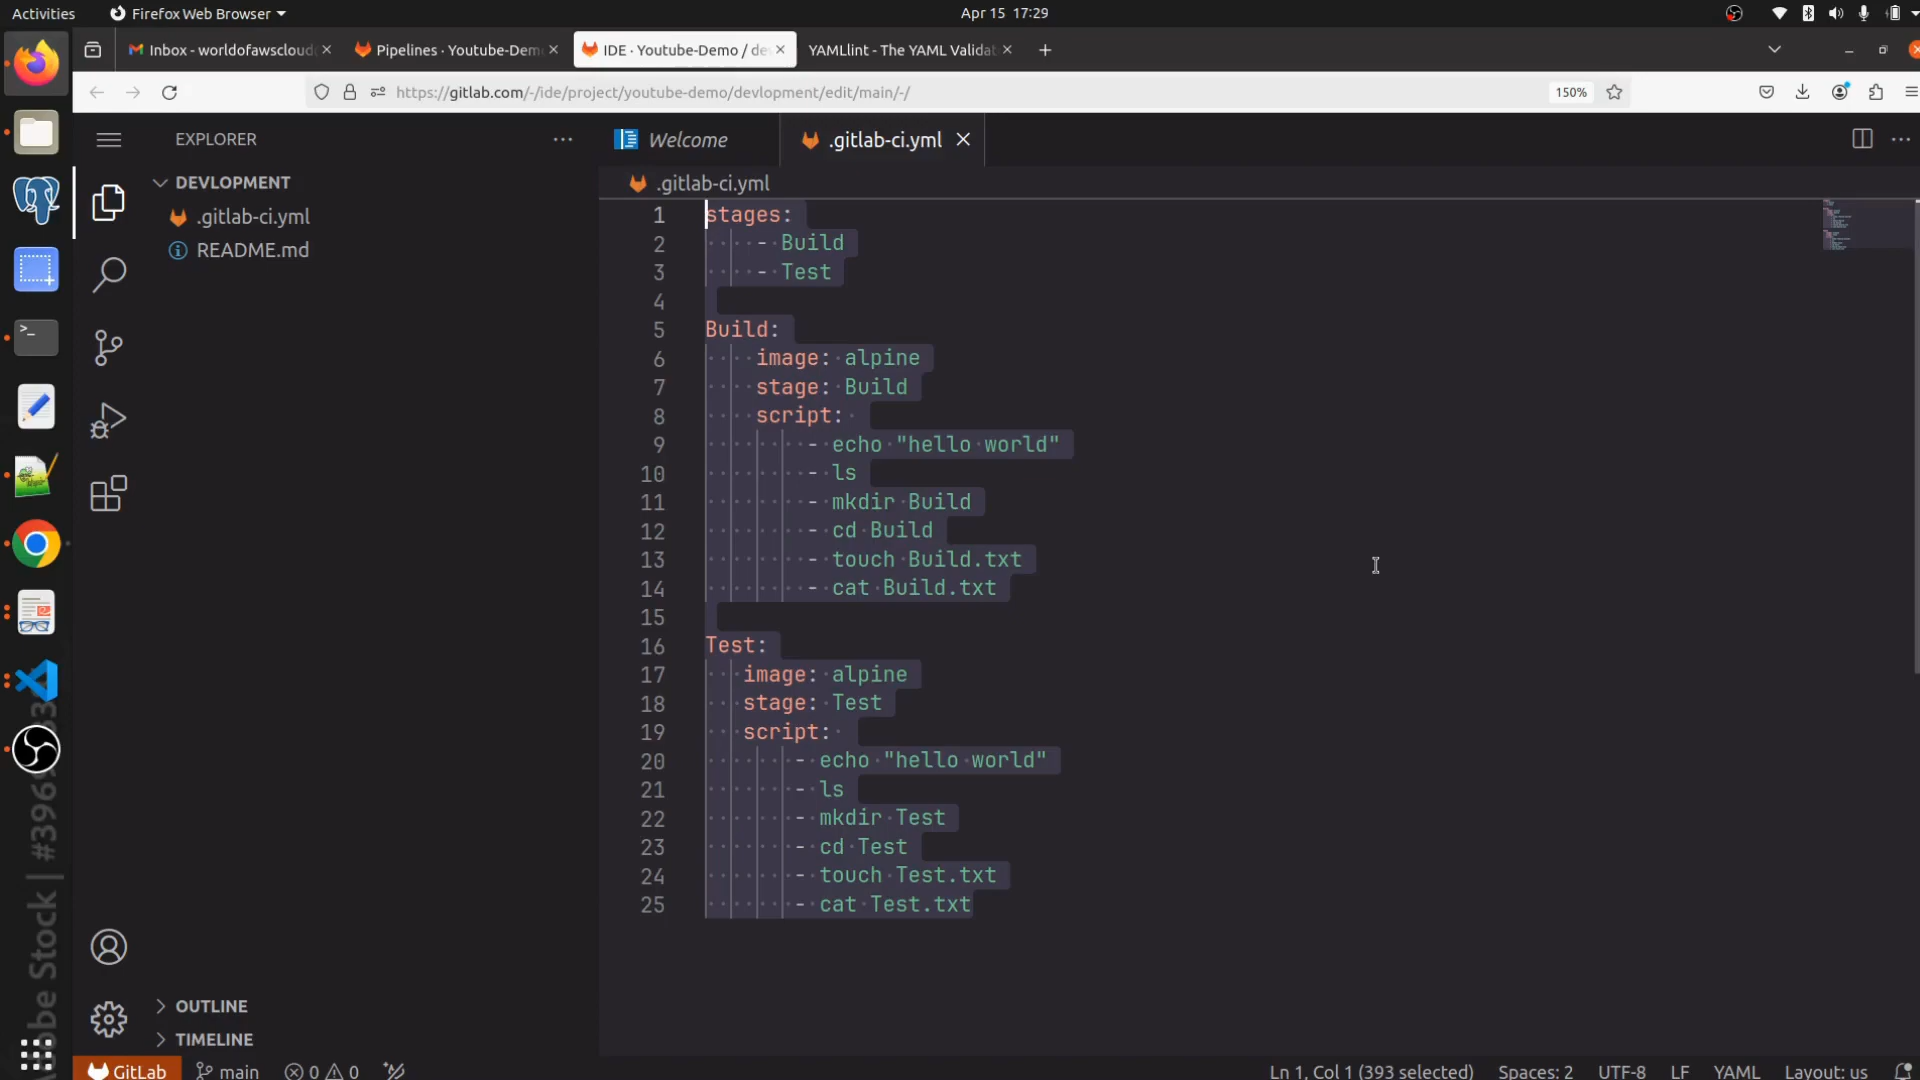 Activities
Firefox Web Browser
Apr 15 17:29
Inbox - worldofawscloud
Pipelines · Youtube-Dem
IDE · Youtube-Demo / de
YAMLlint - The YAML Validat
https://gitlab.com/-/ide/project/youtube-demo/devlopment/edit/main/-/
150%
EXPLORER
Welcome
.gitlab-ci.yml
DEVLOPMENT
.gitlab-ci.yml
.gitlab-ci.yml
README.md
1 stages:
2 - Build
3 - Test
4
5 Build:
6 image: alpine
7 stage: Build
8 script:
9 - echo "hello world"
10 - ls
11 - mkdir Build
12 - cd Build
13 - touch Build.txt
14 - cat Build.txt
15
16 Test:
17 image: alpine
18 stage: Test
19 script:
20 - echo "hello world"
21 - ls
22 - mkdir Test
23 - cd Test
24 - touch Test.txt
25 - cat Test.txt
OUTLINE
TIMELINE
GitLab
main
0 0
Ln 1, Col 1 (393 selected)
Spaces: 2
UTF-8
LF
YAML
Layout: us